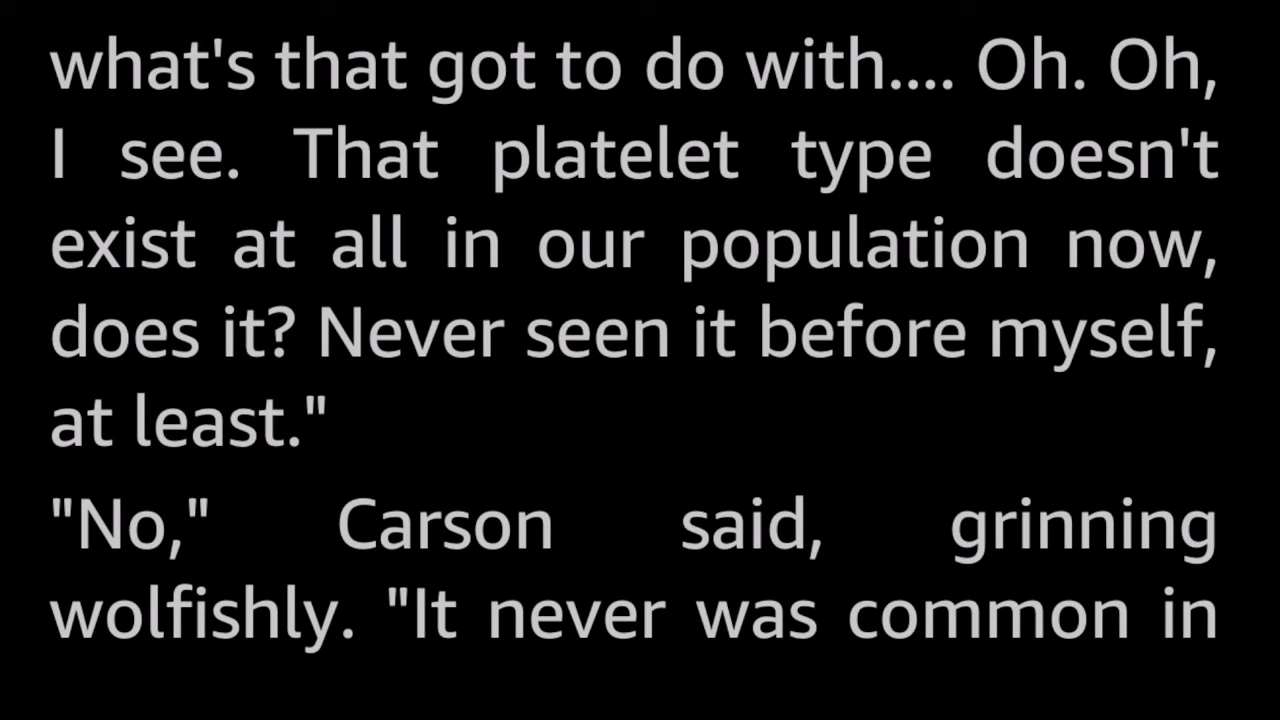 what's that got to do with.... Oh. Oh,
I see. That platelet type doesn't
exist at all in our population now,
does it? Never seen it before myself,
at least."
"No," Carson said, grinning
wolfishly. "It never was common in